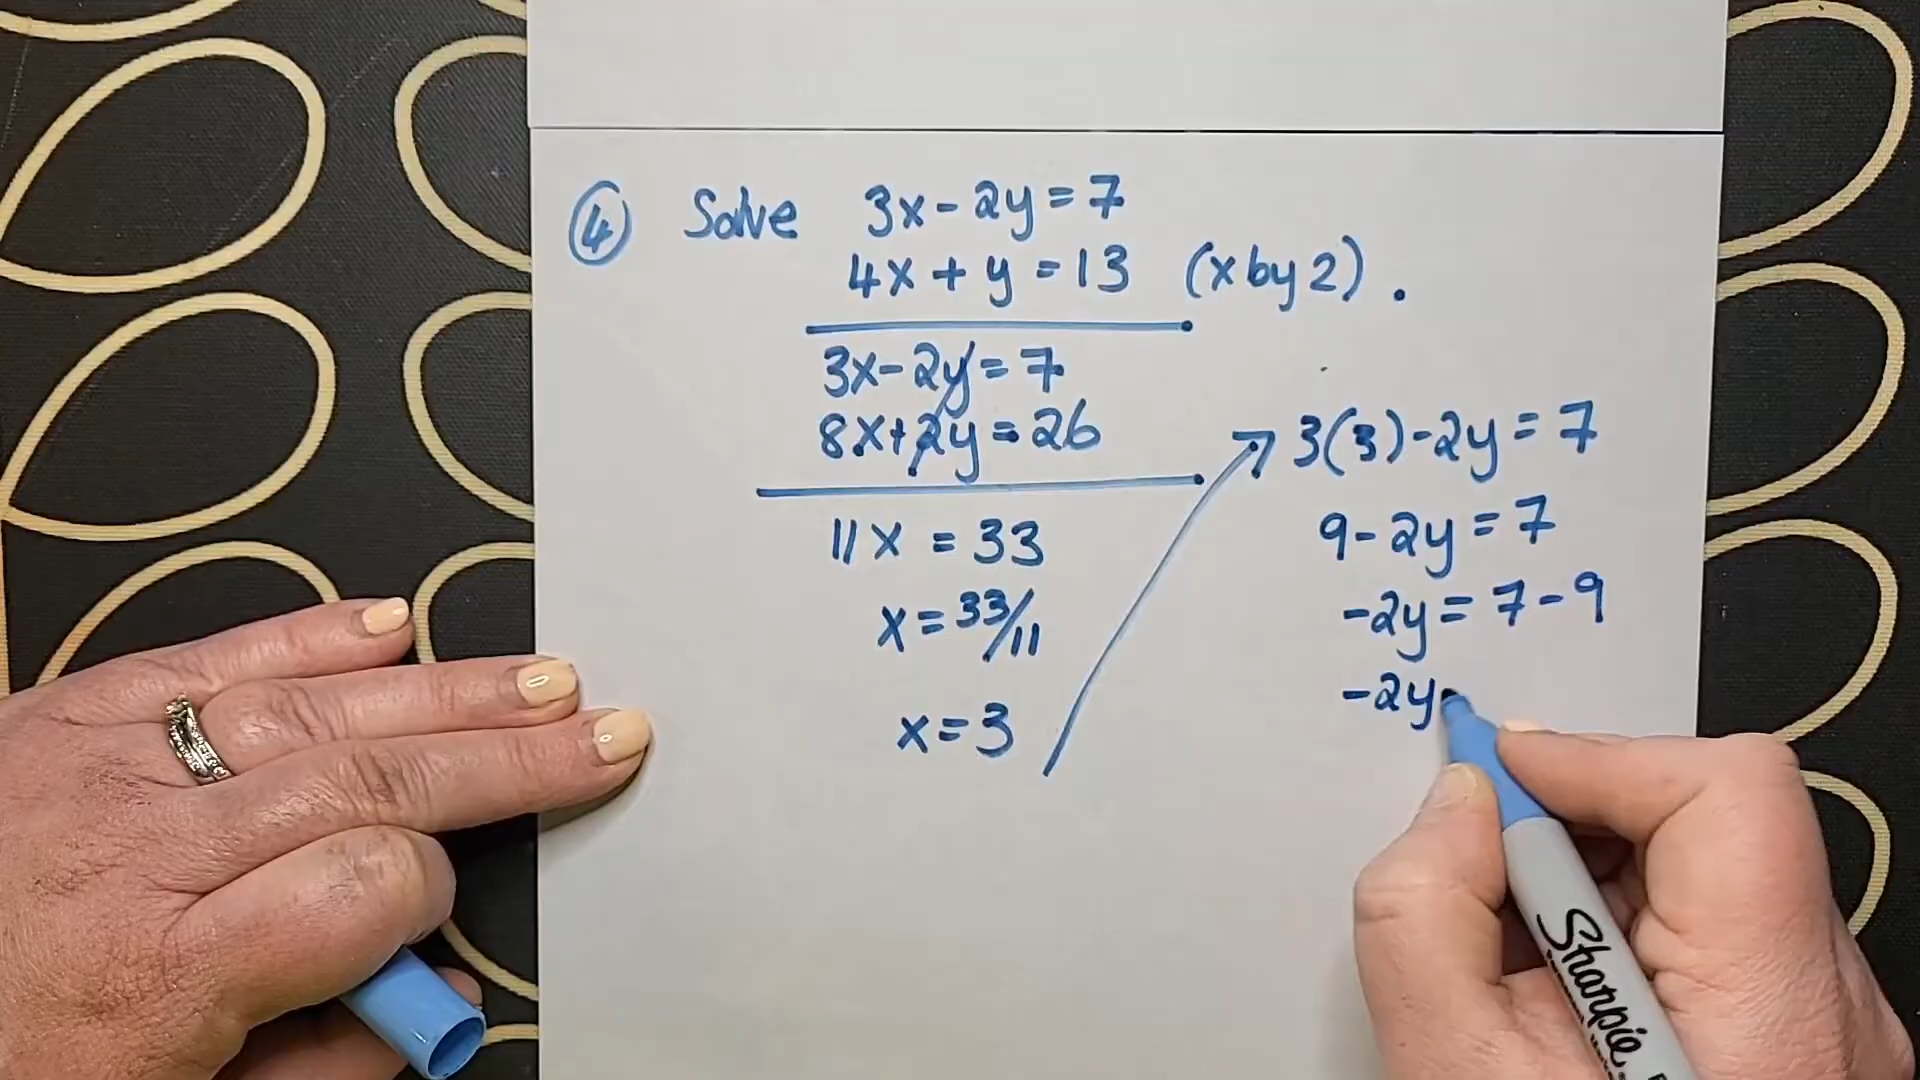 4 Solve 3x - 2y = 7
4x + y = 13 (x by 2).
3x - 2y = 7
8x + 2y = 26
11x = 33
x = 33/11
x = 3
3(3) - 2y = 7
9 - 2y = 7
-2y = 7 - 9
-2y
Sharpie